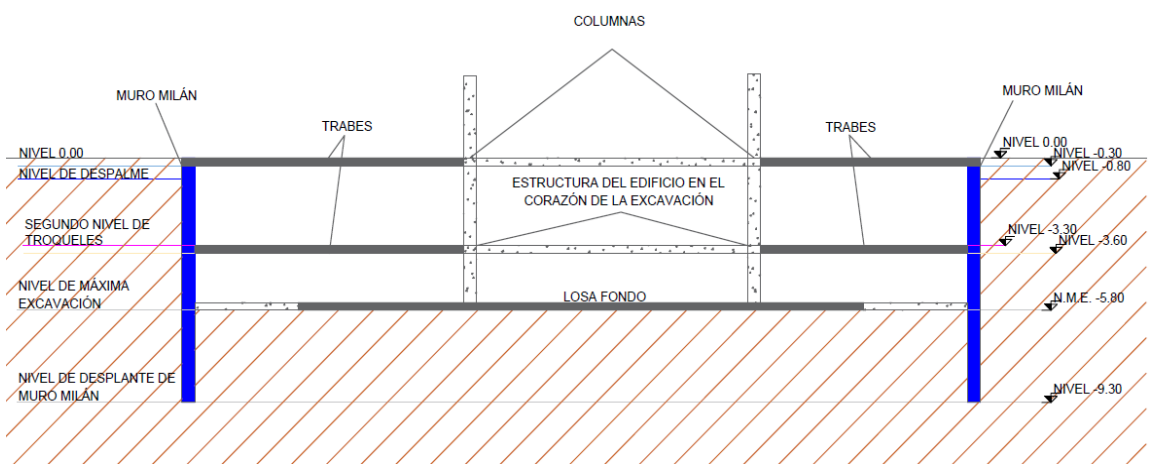 COLUMNAS
MURO MILÁN
MURO MILÁN
TRABES
TRABES
NIVEL 0.00
NIVEL 0.00
NIVEL -0.30
NIVEL DE DESPALME
NIVEL -0.80
ESTRUCTURA DEL EDIFICIO EN EL
CORAZÓN DE LA EXCAVACIÓN
SEGUNDO NIVEL DE
TROQUELES
NIVEL -3.30
NIVEL -3.60
NIVEL DE MÁXIMA
EXCAVACIÓN
LOSA FONDO
N.M.E. -5.80
NIVEL DE DESPLANTE DE
MURO MILÁN
NIVEL -9.30